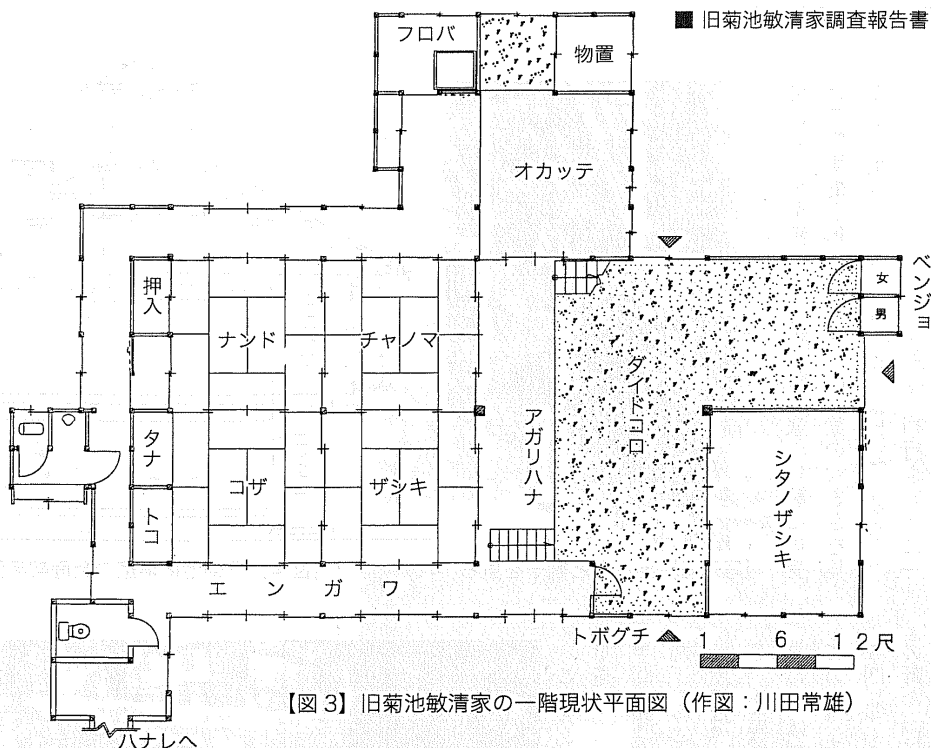 ■ 旧菊池敏清家調査報告書
フロバ
物置
オカッテ
押入
ナンド
チャノマ
女
男
ベンジョ
ダイドコロ
アガリハナ
タナ
コザ
ザシキ
シタノザシキ
トコ
エンガワ
トボグチ
1 6 12尺
【図3】旧菊池敏清家の一階現状平面図（作図：川田常雄）
ハナレへ